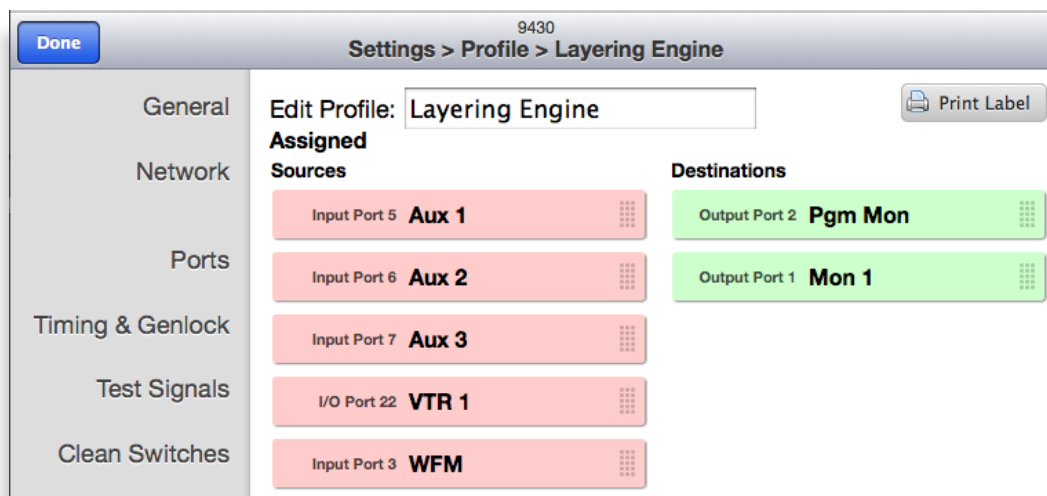 9430
Done
Settings > Profile > Layering Engine
General
Network
Ports
Timing & Genlock
Test Signals
Clean Switches
Edit Profile: Layering Engine
Print Label
Assigned
Sources
Input Port 5 Aux 1
Input Port 6 Aux 2
Input Port 7 Aux 3
I/O Port 22 VTR 1
Input Port 3 WFM
Destinations
Output Port 2 Pgm Mon
Output Port 1 Mon 1